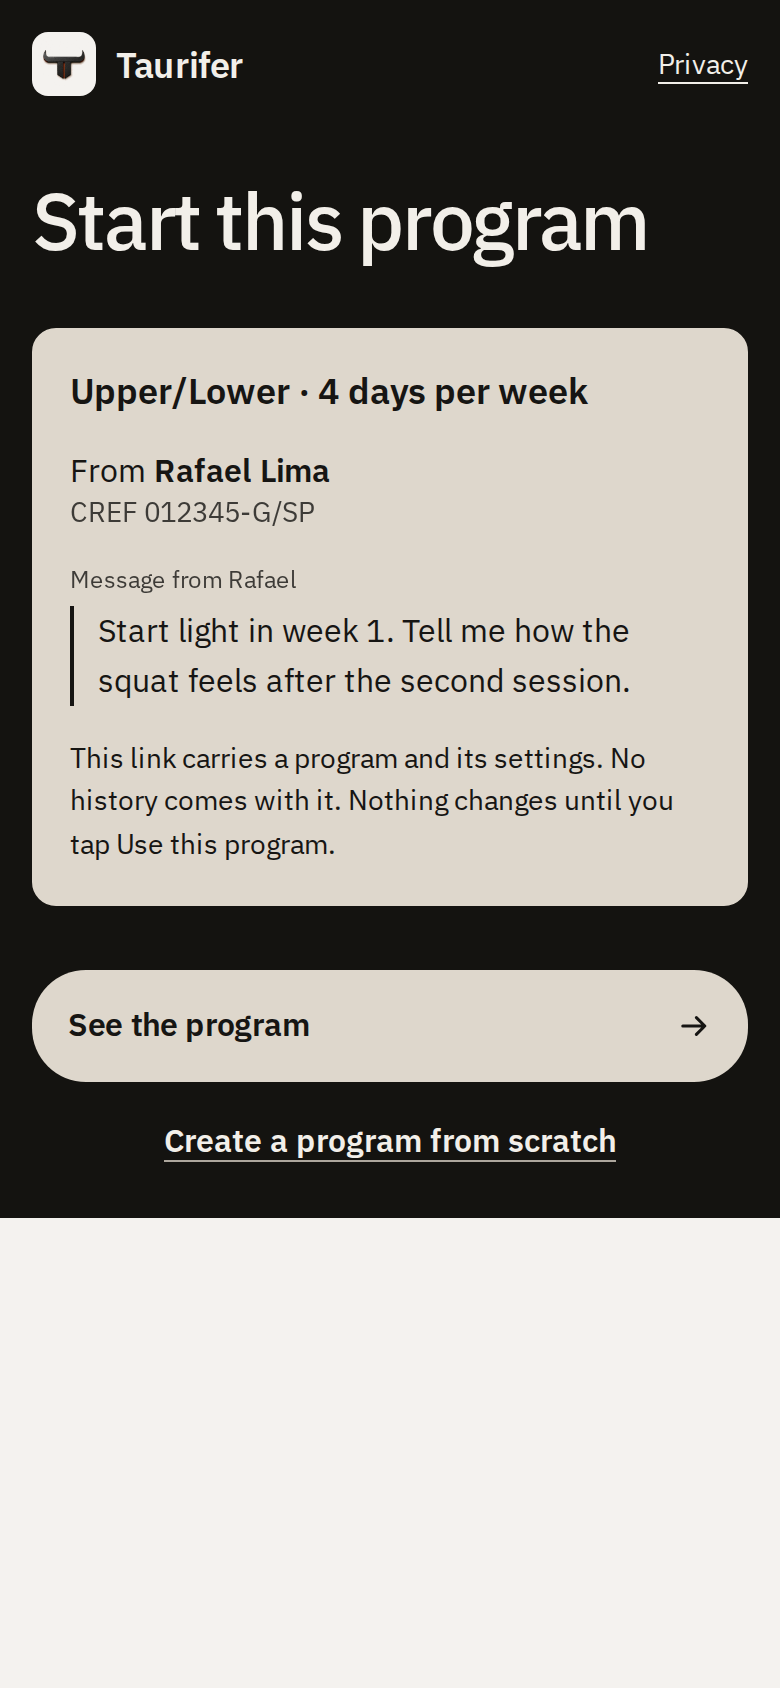 Taurifer
Privacy
Start this program
Upper/Lower · 4 days per week
From Rafael Lima
CREF 012345-G/SP
Message from Rafael
Start light in week 1. Tell me how the
squat feels after the second session.
This link carries a program and its settings. No
history comes with it. Nothing changes until you
tap Use this program.
See the program
Create a program from scratch